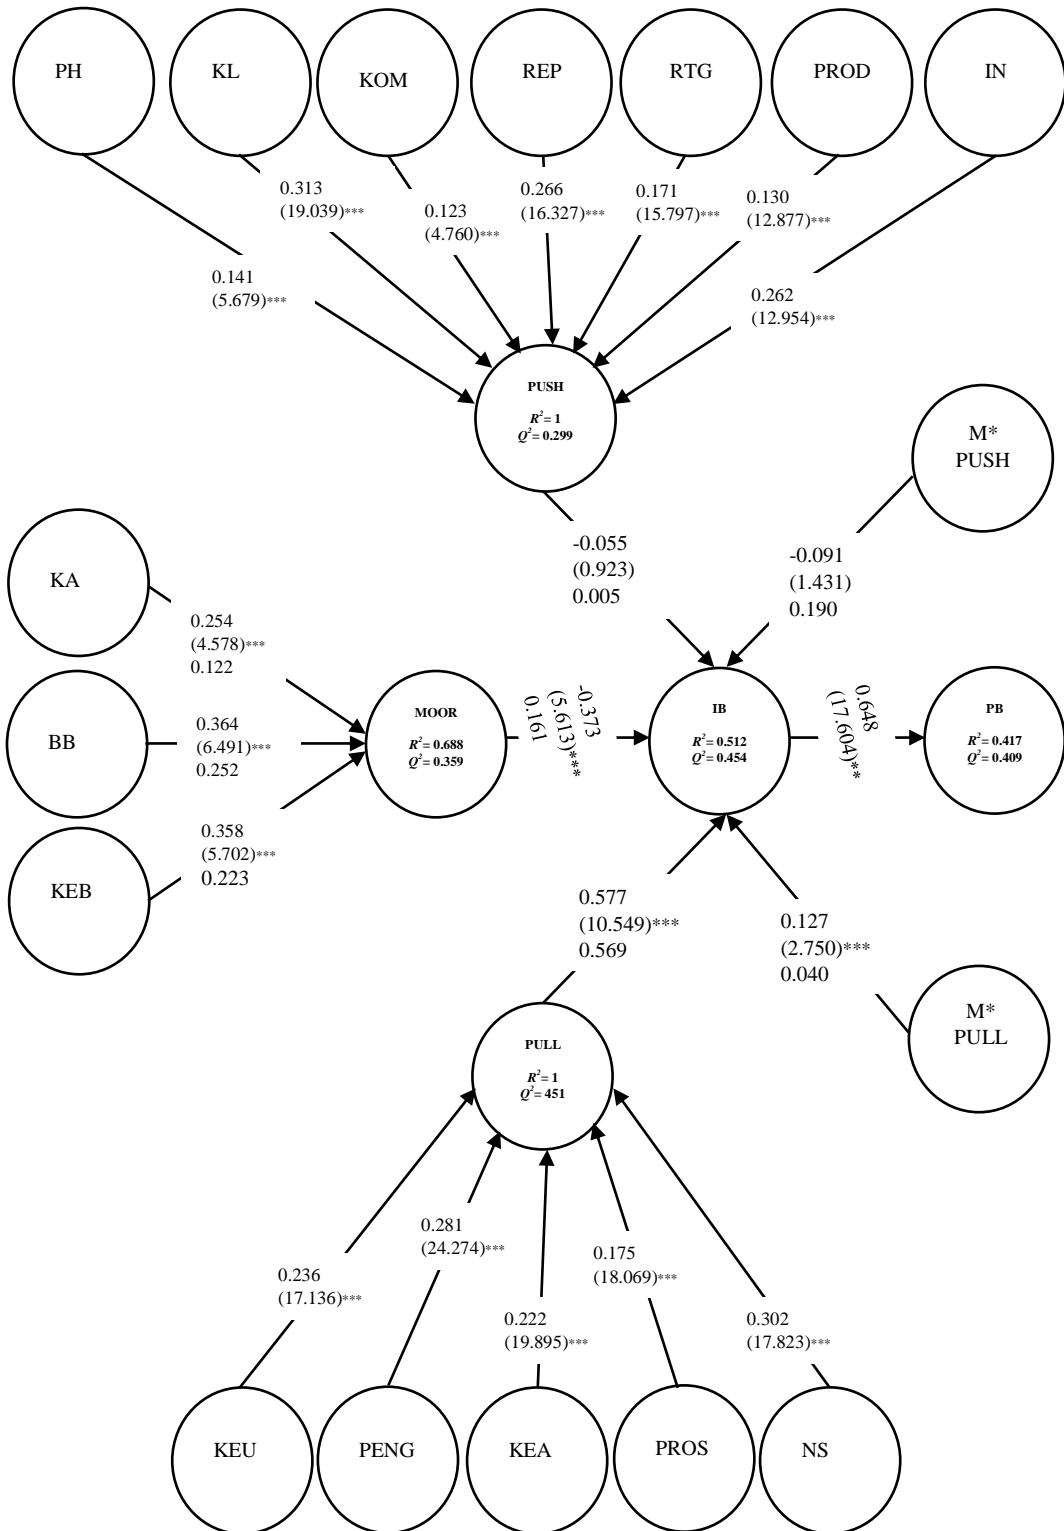 PH
KL
KOM
REP
RTG
PROD
IN
0.313
(19.039)***
0.123
(4.760)***
0.266
(16.327)***
0.171
(15.797)***
0.130
(12.877)***
0.141
(5.679)***
0.262
(12.954)***
PUSH
R²= 1
Q²= 0.299
M*
PUSH
-0.055
(0.923)
0.005
-0.091
(1.431)
0.190
KA
0.254
(4.578)***
0.122
BB
0.364
(6.491)***
0.252
KEB
0.358
(5.702)***
0.223
MOOR
R²= 0.688
Q²= 0.359
-0.373
(5.613)***
0.161
IB
R²= 0.512
Q²= 0.454
0.648
(17.604)**
PB
R²= 0.417
Q²= 0.409
0.577
(10.549)***
0.569
0.127
(2.750)***
0.040
M*
PULL
PULL
R²= 1
Q²= 451
0.236
(17.136)***
0.281
(24.274)***
0.222
(19.895)***
0.175
(18.069)***
0.302
(17.823)***
KEU
PENG
KEA
PROS
NS